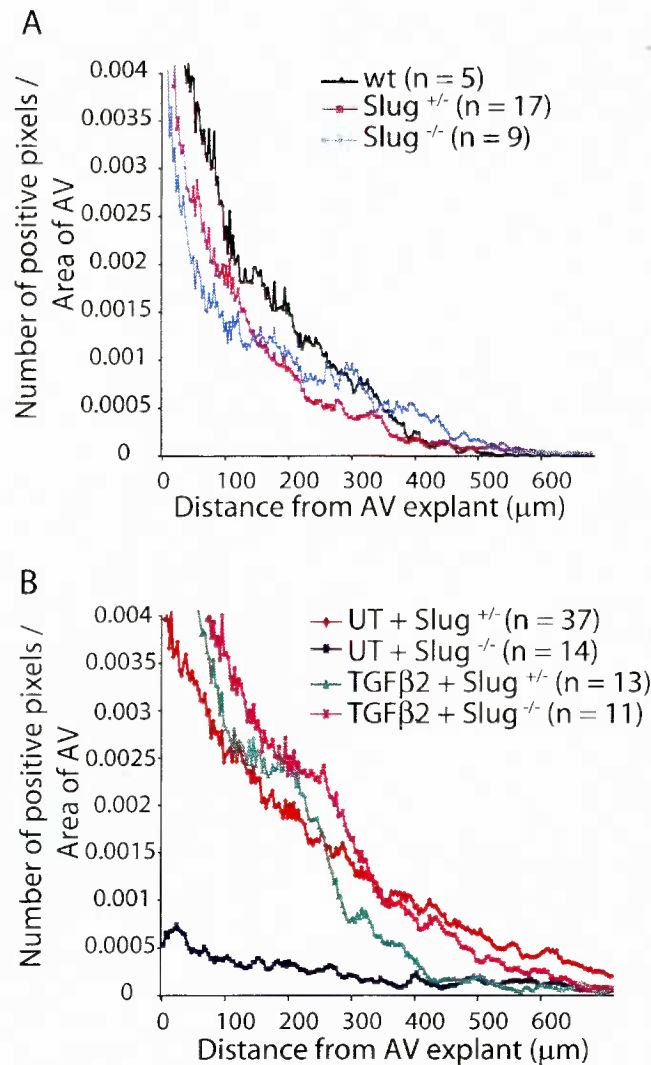 A
0.004
0.0035
0.003
0.0025
0.002
0.0015
0.001
0.0005
0
Number of positive pixels /
Area of AV
wt (n = 5)
Slug +/- (n = 17)
Slug -/- (n = 9)
0 100 200 300 400 500 600
Distance from AV explant (μm)
B
0.004
0.0035
0.003
0.0025
0.002
0.0015
0.001
0.0005
0
Number of positive pixels /
Area of AV
UT + Slug +/- (n = 37)
UT + Slug -/- (n = 14)
TGFβ2 + Slug +/- (n = 13)
TGFβ2 + Slug -/- (n = 11)
0 100 200 300 400 500 600
Distance from AV explant (μm)